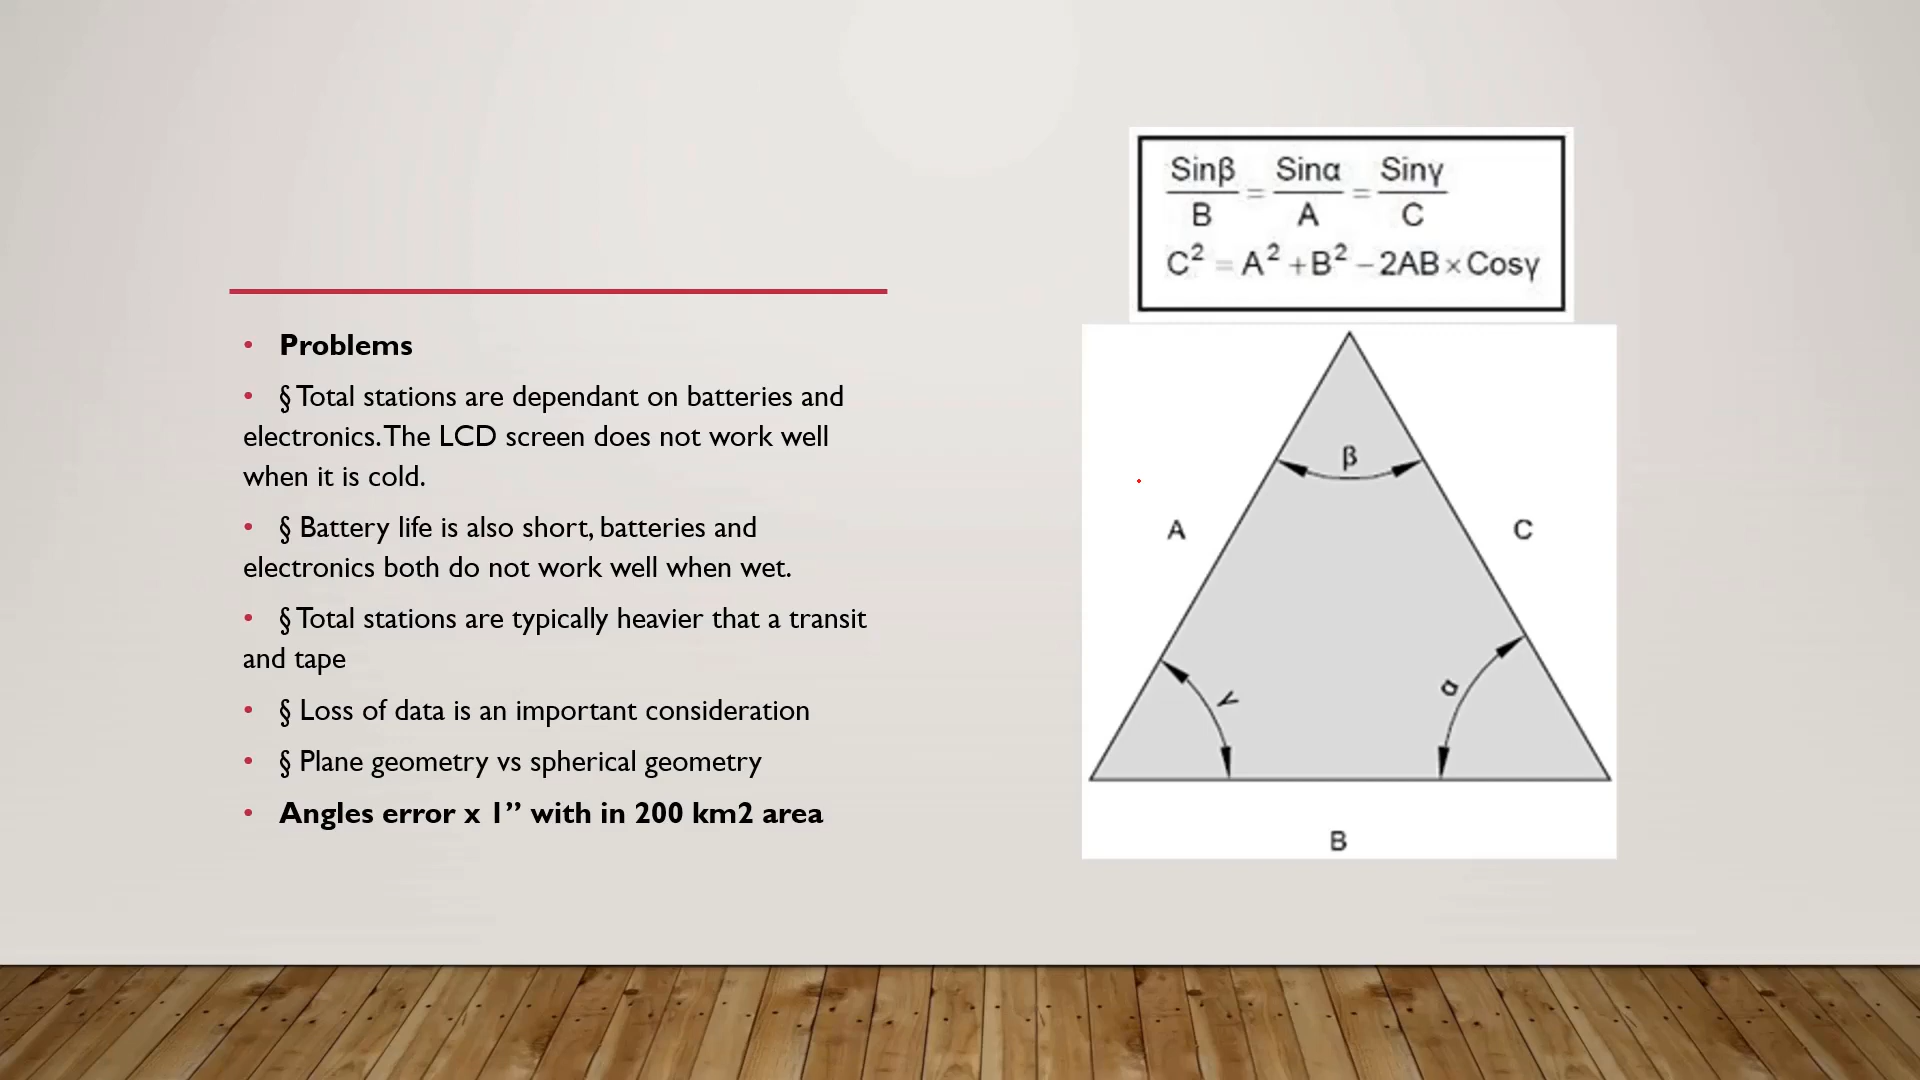 • Problems
• § Total stations are dependant on batteries and
electronics. The LCD screen does not work well
when it is cold.
• § Battery life is also short, batteries and
electronics both do not work well when wet.
• § Total stations are typically heavier that a transit
and tape
• § Loss of data is an important consideration
• § Plane geometry vs spherical geometry
• Angles error x 1” with in 200 km2 area
Sinβ/B = Sinα/A = Sinγ/C
C² = A² + B² − 2AB × Cosγ
β
A C
γ α
B